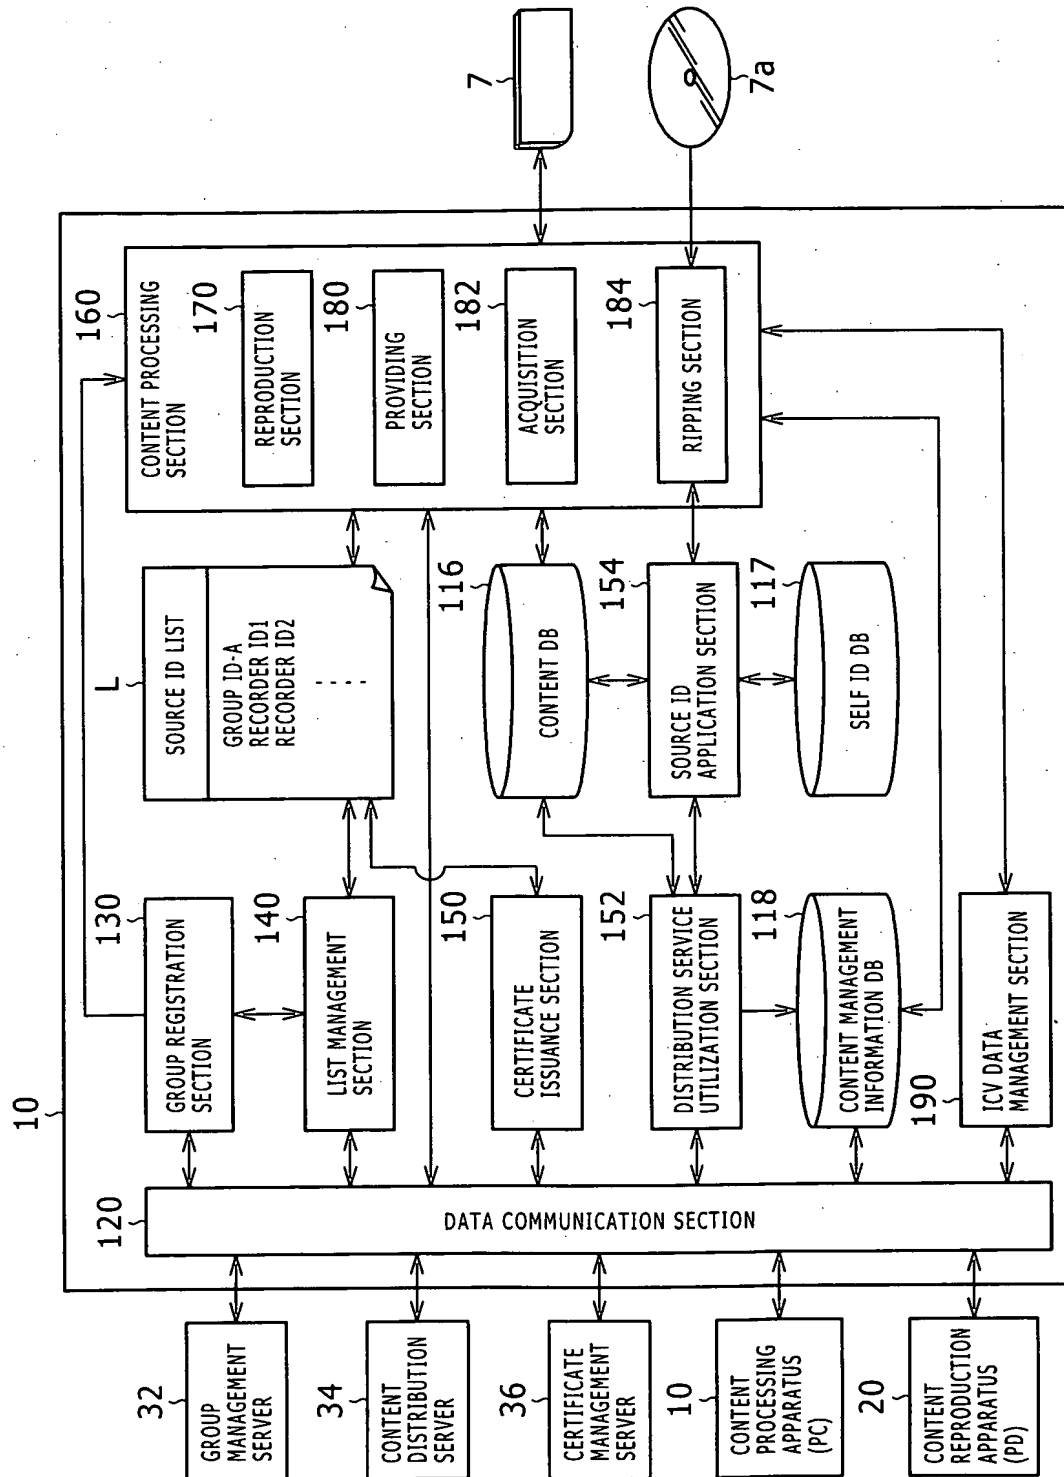 10
32
GROUP
MANAGEMENT
SERVER
34
CONTENT
DISTRIBUTION
SERVER
36
CERTIFICATE
MANAGEMENT
SERVER
10
CONTENT
PROCESSING
APPARATUS
(PC)
20
CONTENT
REPRODUCTION
APPARATUS
(PD)
120
DATA COMMUNICATION SECTION
130
GROUP REGISTRATION
SECTION
140
LIST MANAGEMENT
SECTION
150
CERTIFICATE
ISSUANCE SECTION
152
DISTRIBUTION SERVICE
UTILIZATION SECTION
118
CONTENT MANAGEMENT
INFORMATION DB
190
ICV DATA
MANAGEMENT SECTION
L
SOURCE ID LIST
GROUP ID-A
RECORDER ID1
RECORDER ID2
....
116
CONTENT DB
154
SOURCE ID
APPLICATION SECTION
117
SELF ID DB
160
CONTENT PROCESSING
SECTION
170
REPRODUCTION
SECTION
180
PROVIDING
SECTION
182
ACQUISITION
SECTION
184
RIPPING SECTION
7
7a